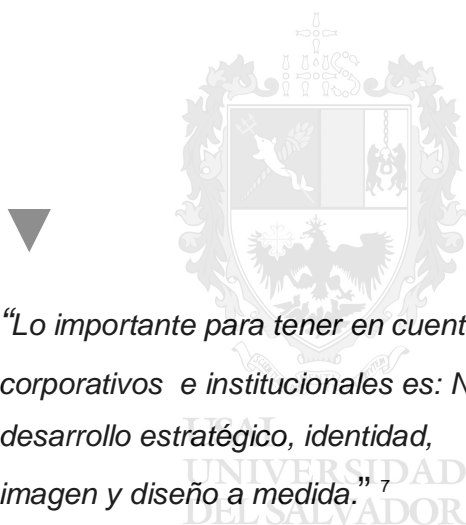 “Lo importante para tener en cuent
corporativos e institucionales es: N
desarrollo estratégico, identidad,
imagen y diseño a medida.” 7
USAL
UNIVERSIDAD
DEL SALVADOR